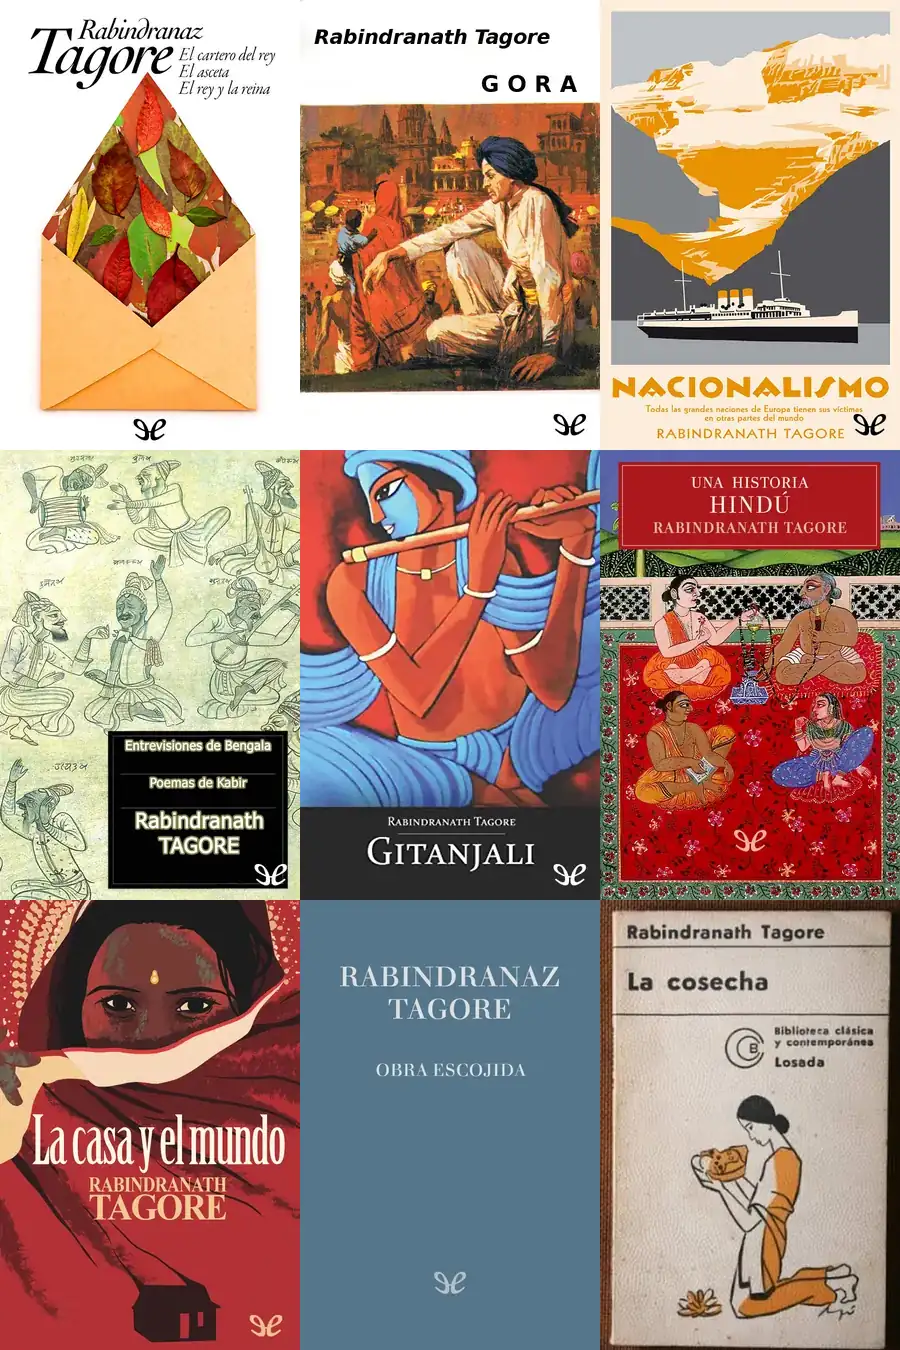 Rabindranaz
Tagore
El cartero del rey
El asceta
El rey y la reina
Rabindranath Tagore
GORA
NACIONALISMO
Todas las grandes naciones de Europa tienen sus víctimas
en otras partes del mundo
RABINDRANATH TAGORE
Entrevisiones de Bengala
Poemas de Kabir
Rabindranath
TAGORE
RABINDRANATH TAGORE
GITANJALI
UNA HISTORIA
HINDÚ
RABINDRANATH TAGORE
La casa y el mundo
RABINDRANATH
TAGORE
RABINDRANAZ
TAGORE
OBRA ESCOJIDA
Rabindranath Tagore
La cosecha
Biblioteca clásica
y contemporánea
Losada